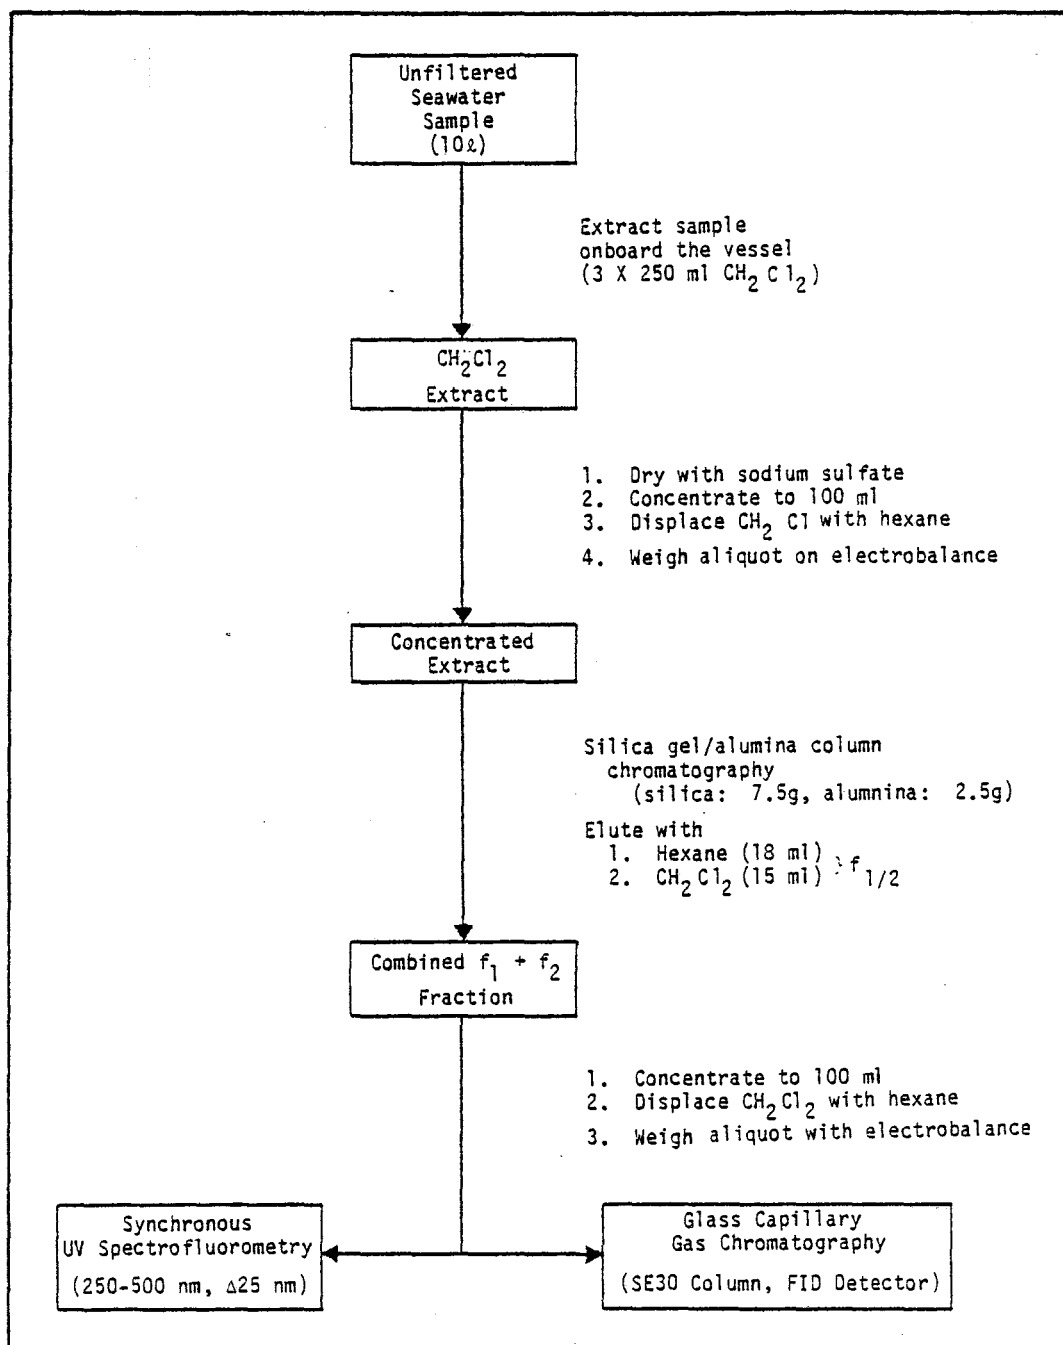 Unfiltered
Seawater
Sample
(10ℓ)
Extract sample
onboard the vessel
(3 X 250 ml CH2 Cl2)
CH2Cl2
Extract
1. Dry with sodium sulfate
2. Concentrate to 100 ml
3. Displace CH2 Cl with hexane
4. Weigh aliquot on electrobalance
Concentrated
Extract
Silica gel/alumina column
chromatography
(silica: 7.5g, alumnina: 2.5g)
Elute with
1. Hexane (18 ml)
2. CH2 Cl2 (15 ml) } f1/2
Combined f1 + f2
Fraction
1. Concentrate to 100 ml
2. Displace CH2Cl2 with hexane
3. Weigh aliquot with electrobalance
Synchronous
UV Spectrofluorometry
(250-500 nm, Δ25 nm)
Glass Capillary
Gas Chromatography
(SE30 Column, FID Detector)